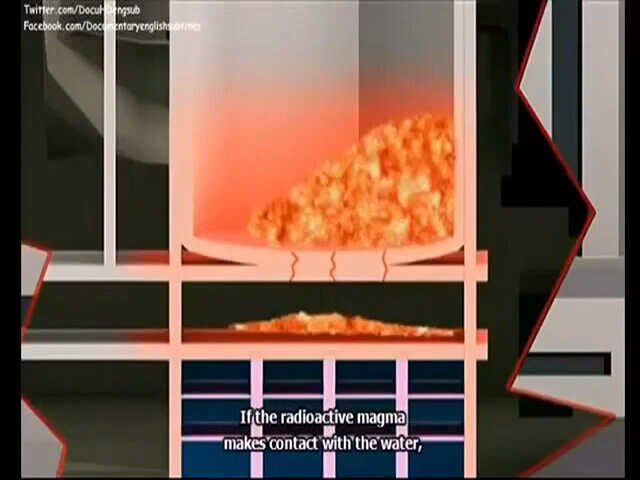 Twitter.com/DocuHDengsub
Facebook.com/Documentaryenglishsubtitles
If the radioactive magma
makes contact with the water,